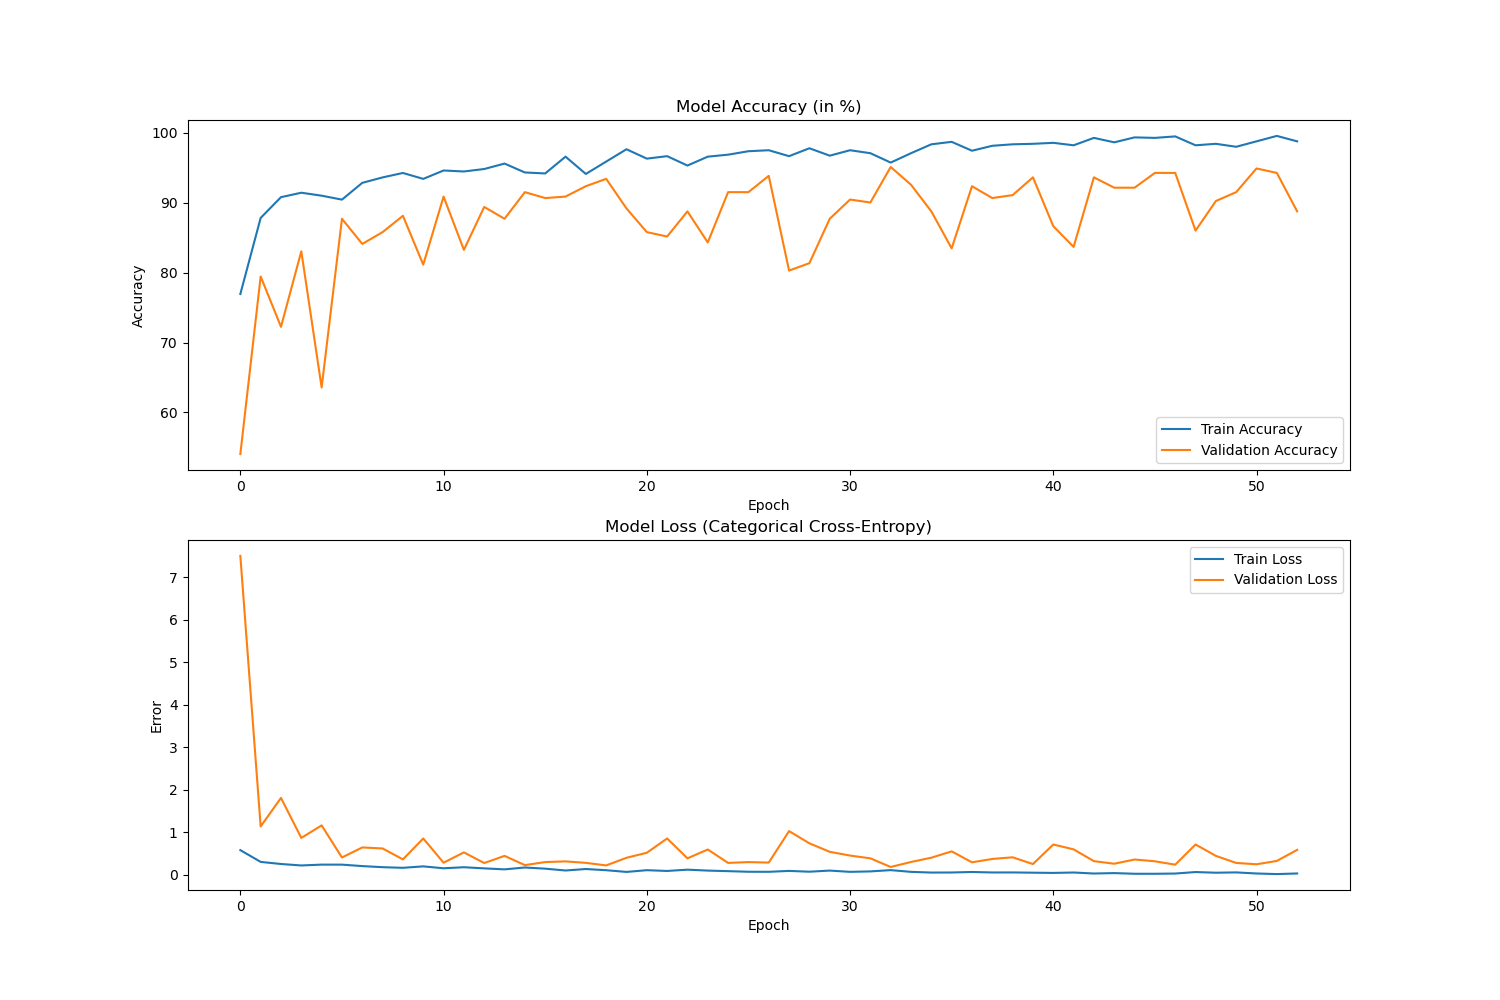 Model Accuracy (in %)
100
90
80
70
60
Accuracy
Train Accuracy
Validation Accuracy
0 10 20 30 40 50
Epoch
Model Loss (Categorical Cross-Entropy)
Train Loss
Validation Loss
7
6
5
4
3
2
1
0
Error
0 10 20 30 40 50
Epoch